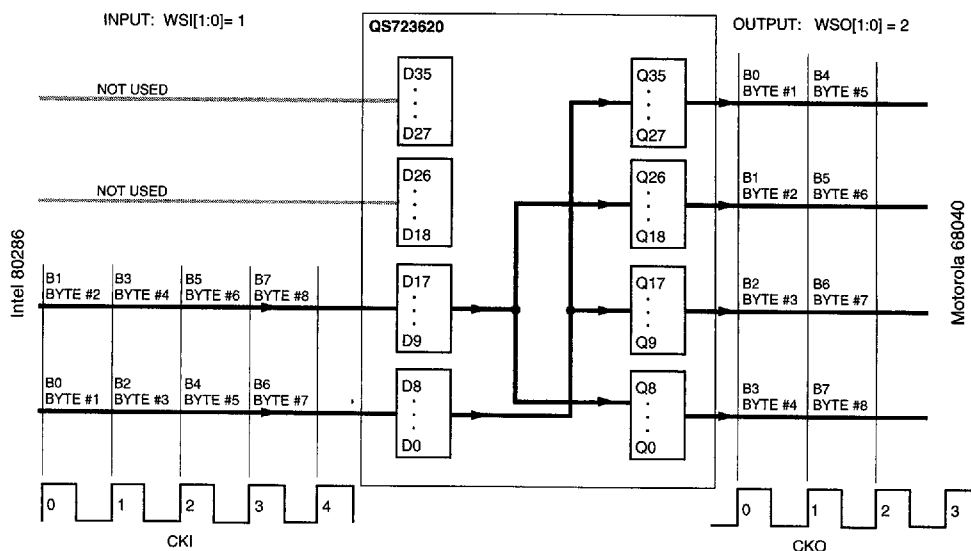 INPUT: WSI[1:0]= 1
QS723620
OUTPUT: WSO[1:0] = 2
NOT USED
D35
D27
Q35
Q27
B0
BYTE #1
B4
BYTE #5
NOT USED
D26
D18
Q26
Q18
B1
BYTE #2
B5
BYTE #6
Intel 80286
Motorola 68040
B1
BYTE #2
B3
BYTE #4
B5
BYTE #6
B7
BYTE #8
D17
D9
Q17
Q9
B2
BYTE #3
B6
BYTE #7
B0
BYTE #1
B2
BYTE #3
B4
BYTE #5
B6
BYTE #7
D8
D0
Q8
Q0
B3
BYTE #4
B7
BYTE #8
0 1 2 3 4
CKI
0 1 2 3
CKO